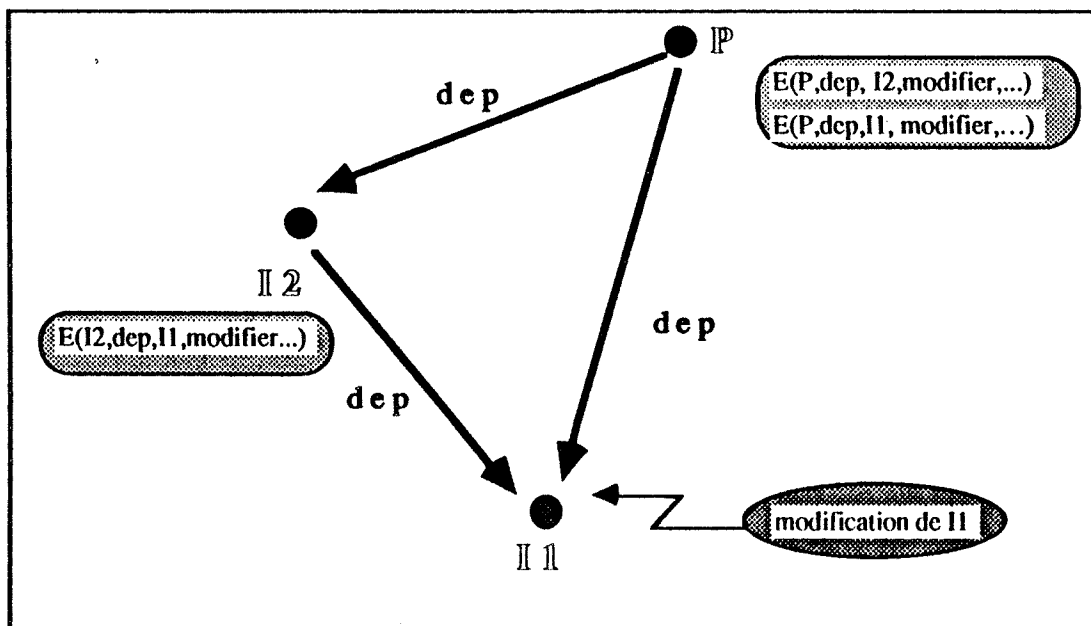 P
dep
E(P,dep, I2,modifier,...)
E(P,dep,I1, modifier,...)
I 2
dep
E(I2,dep,I1,modifier...)
dep
modification de I1
I 1